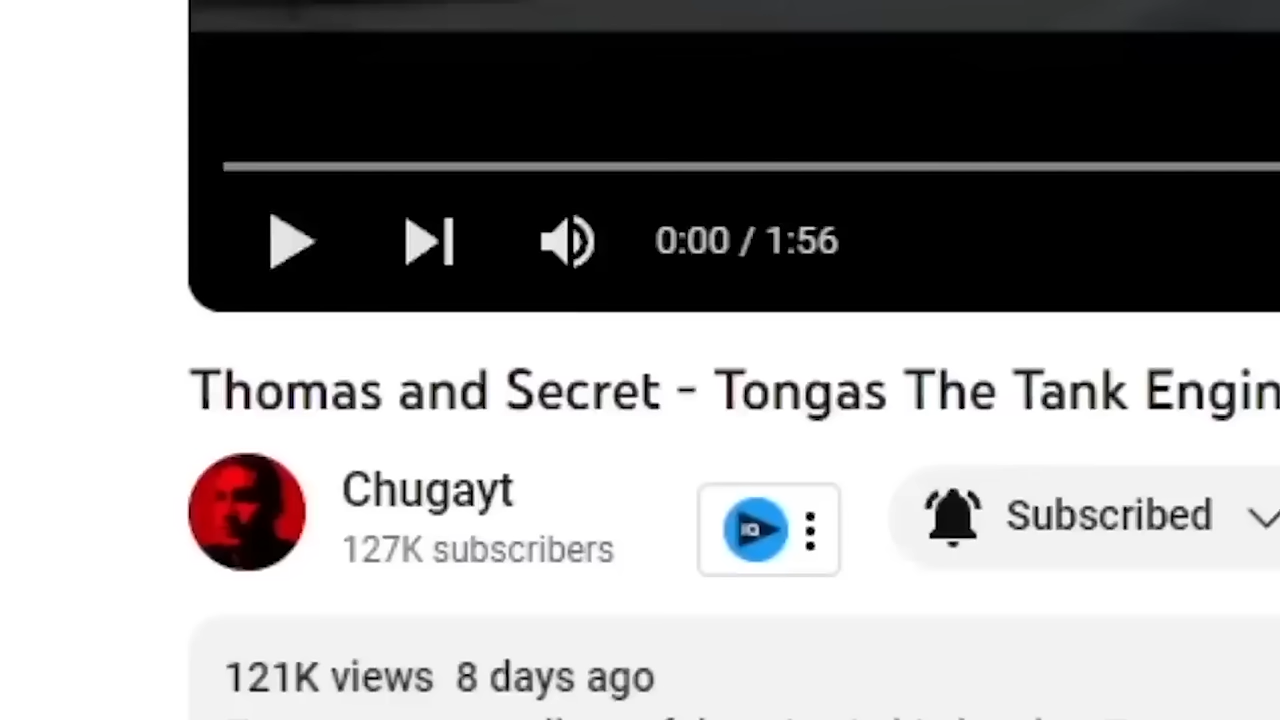 0:00 / 1:56
Thomas and Secret - Tongas The Tank Engin
Chugayt
127K subscribers
IQ
Subscribed
121K views 8 days ago